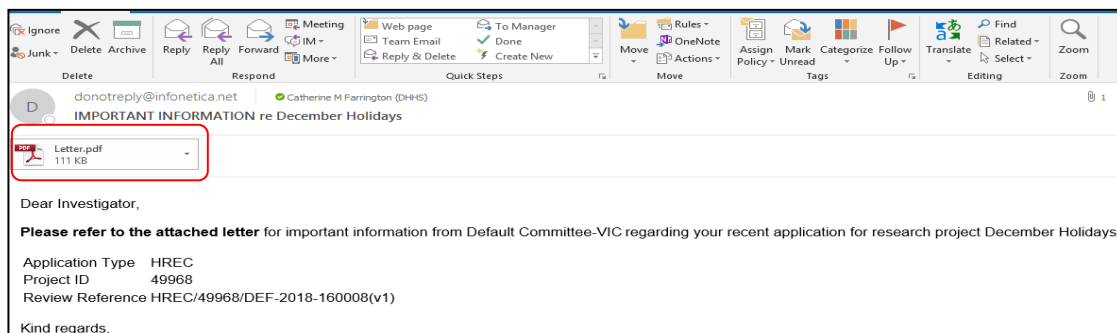 Ignore
Junk
Delete
Archive
Reply
Reply All
Forward
Meeting
IM
More
Web page
Team Email
Reply & Delete
To Manager
Done
Create New
Move
Rules
OneNote
Actions
Assign Policy
Mark Unread
Categorize
Follow Up
Translate
Find
Related
Select
Zoom
Delete
Respond
Quick Steps
Move
Tags
Editing
Zoom
D
donotreply@infonetica.net
Catherine M Farrington (DHHS)
1
IMPORTANT INFORMATION re December Holidays
PDF
Letter.pdf
111 KB
Dear Investigator,
Please refer to the attached letter for important information from Default Committee-VIC regarding your recent application for research project December Holidays
Application Type HREC
Project ID 49968
Review Reference HREC/49968/DEF-2018-160008(v1)
Kind regards,